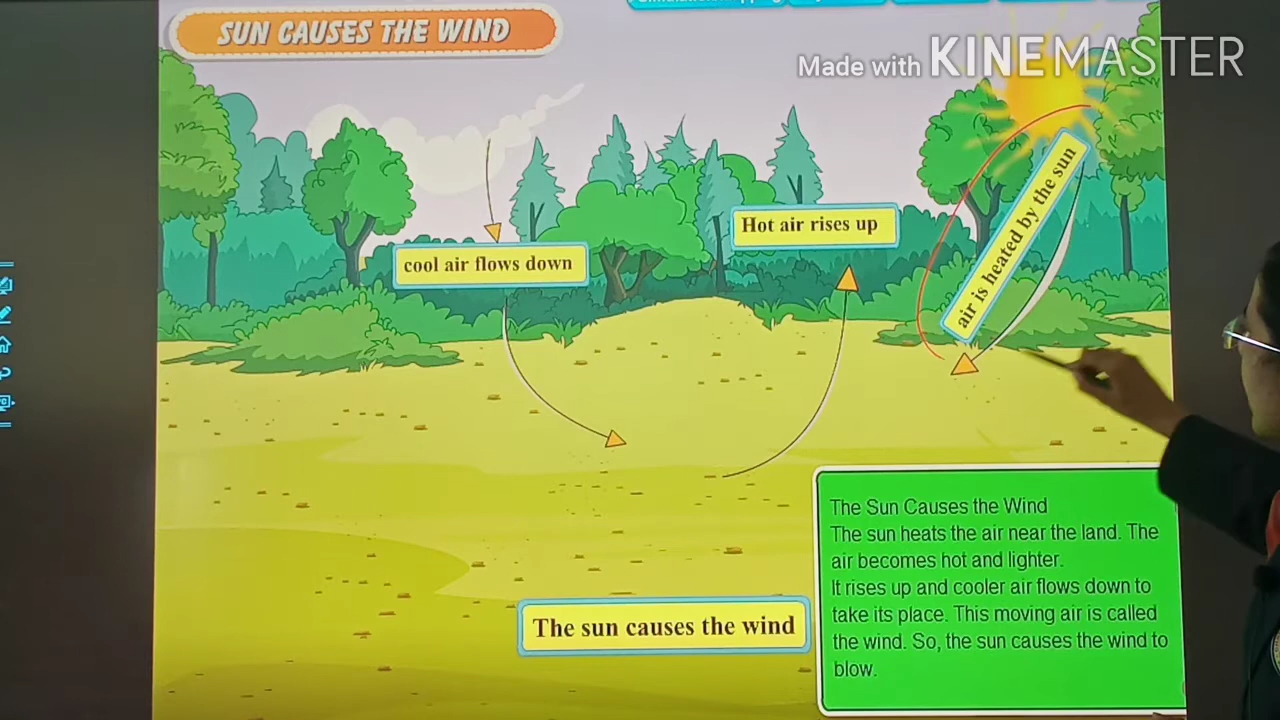 SUN CAUSES THE WIND
Made with KINEMASTER
Hot air rises up
cool air flows down
air is heated by the sun
The Sun Causes the Wind
The sun heats the air near the land. The
air becomes hot and lighter.
It rises up and cooler air flows down to
take its place. This moving air is called
the wind. So, the sun causes the wind to
blow.
The sun causes the wind